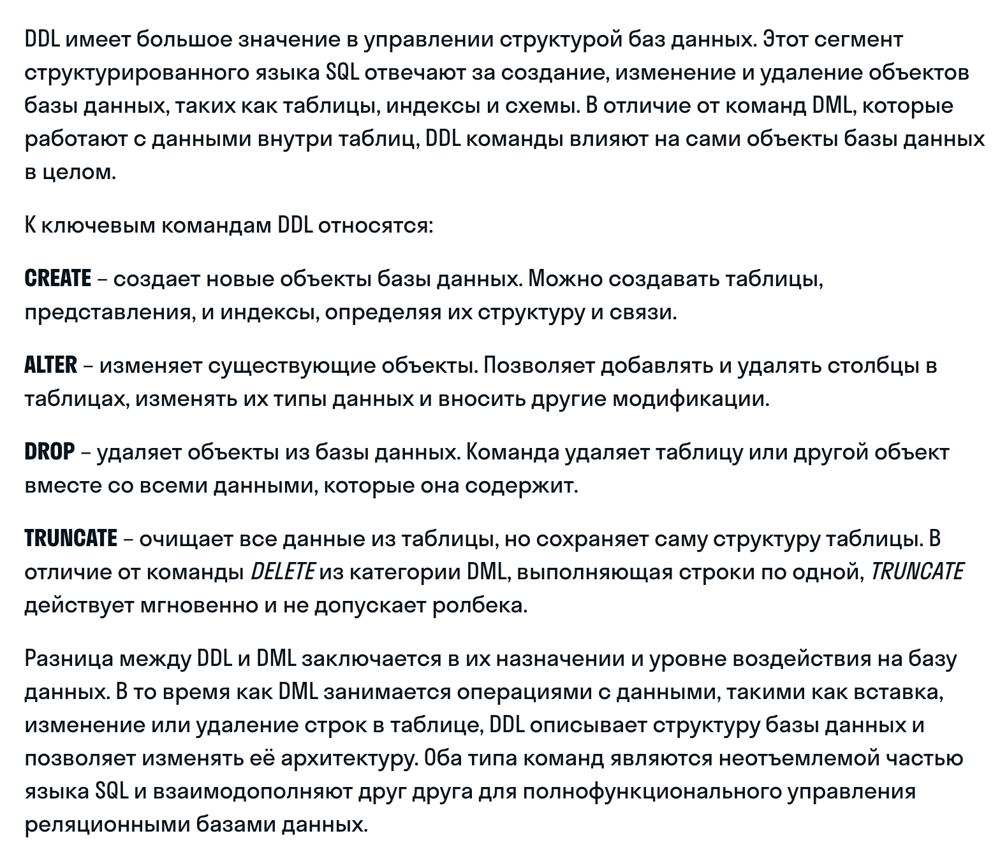 DDL имеет большое значение в управлении структурой баз данных. Этот сегмент
структурированного языка SQL отвечают за создание, изменение и удаление объектов
базы данных, таких как таблицы, индексы и схемы. В отличие от команд DML, которые
работают с данными внутри таблиц, DDL команды влияют на сами объекты базы данных
в целом.
К ключевым командам DDL относятся:
CREATE – создает новые объекты базы данных. Можно создавать таблицы,
представления, и индексы, определяя их структуру и связи.
ALTER – изменяет существующие объекты. Позволяет добавлять и удалять столбцы в
таблицах, изменять их типы данных и вносить другие модификации.
DROP – удаляет объекты из базы данных. Команда удаляет таблицу или другой объект
вместе со всеми данными, которые она содержит.
TRUNCATE – очищает все данные из таблицы, но сохраняет саму структуру таблицы. В
отличие от команды DELETE из категории DML, выполняющая строки по одной, TRUNCATE
действует мгновенно и не допускает ролбека.
Разница между DDL и DML заключается в их назначении и уровне воздействия на базу
данных. В то время как DML занимается операциями с данными, такими как вставка,
изменение или удаление строк в таблице, DDL описывает структуру базы данных и
позволяет изменять её архитектуру. Оба типа команд являются неотъемлемой частью
языка SQL и взаимодополняют друг друга для полнофункционального управления
реляционными базами данных.